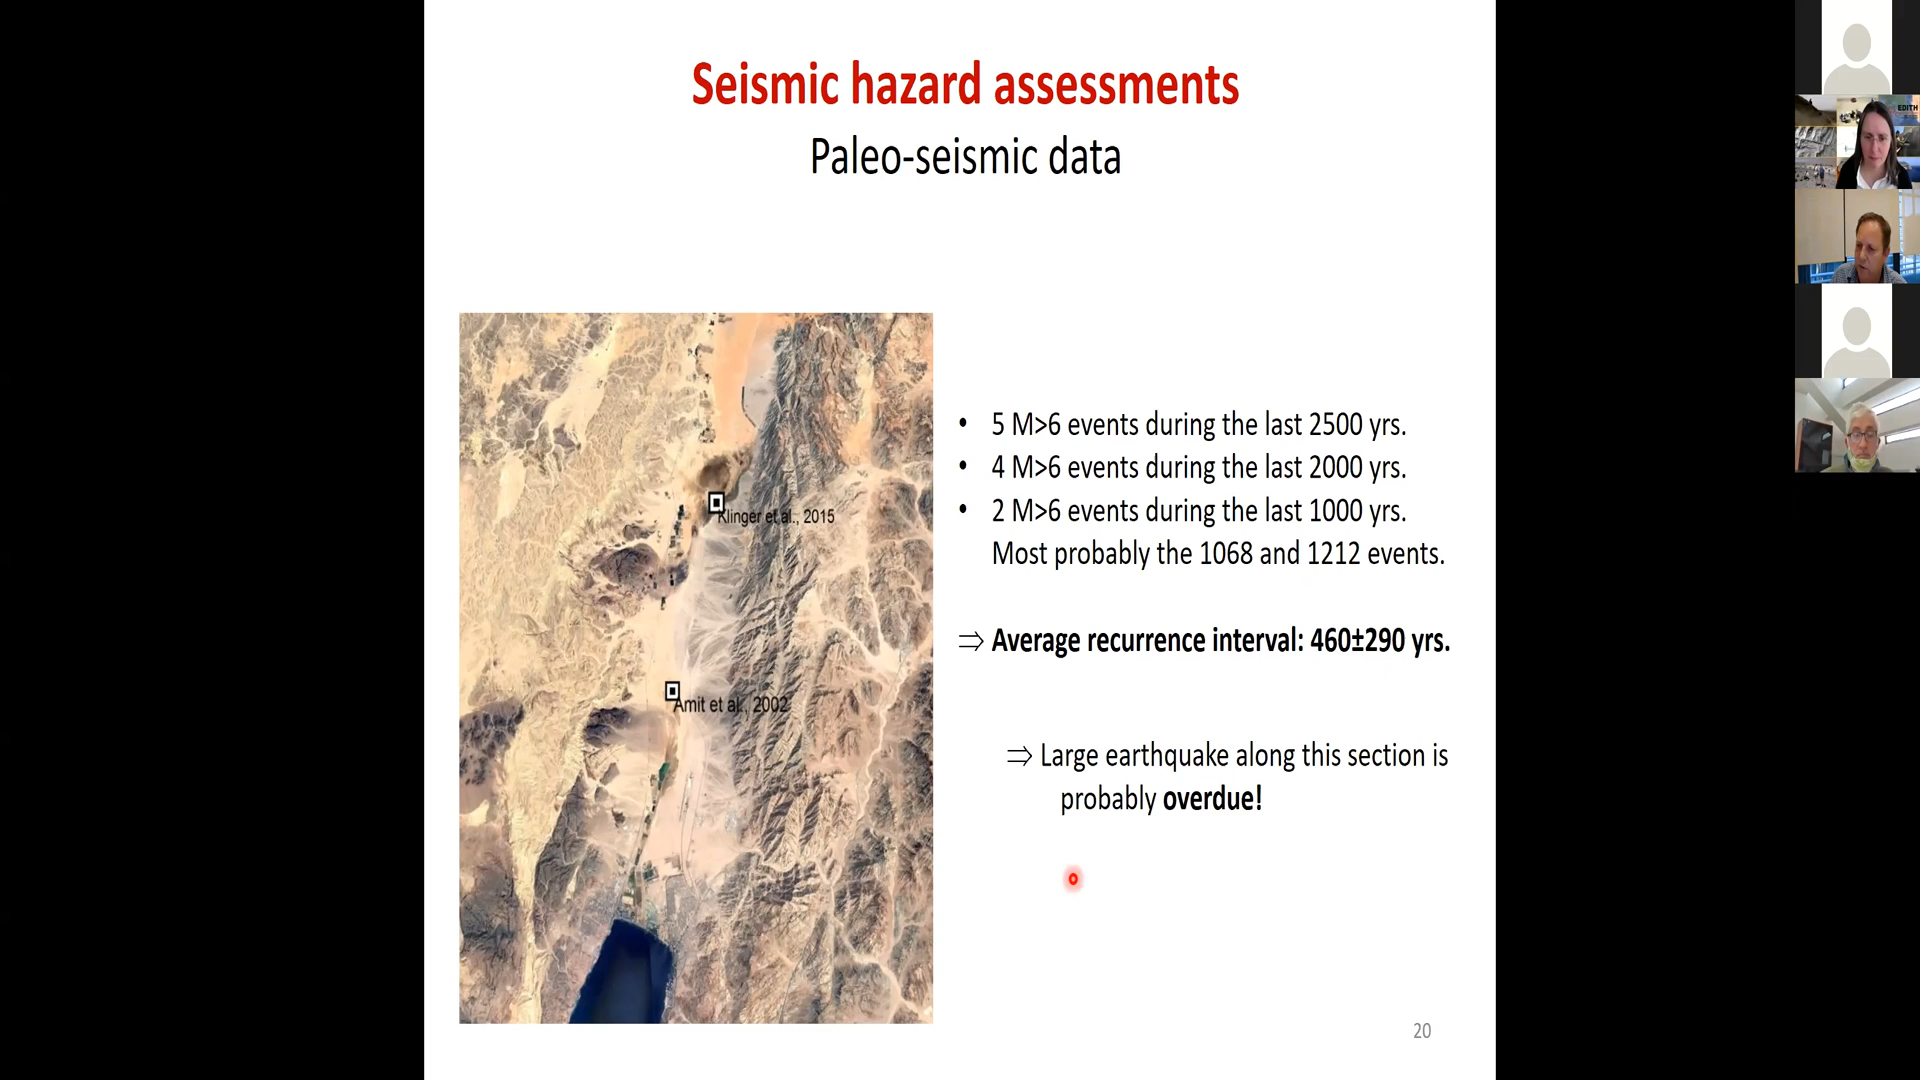 Seismic hazard assessments
Paleo-seismic data
EDITH
Klinger et al., 2015
Amit et al., 2002
• 5 M>6 events during the last 2500 yrs.
• 4 M>6 events during the last 2000 yrs.
• 2 M>6 events during the last 1000 yrs.
Most probably the 1068 and 1212 events.
⇒ Average recurrence interval: 460±290 yrs.
⇒ Large earthquake along this section is
probably overdue!
20